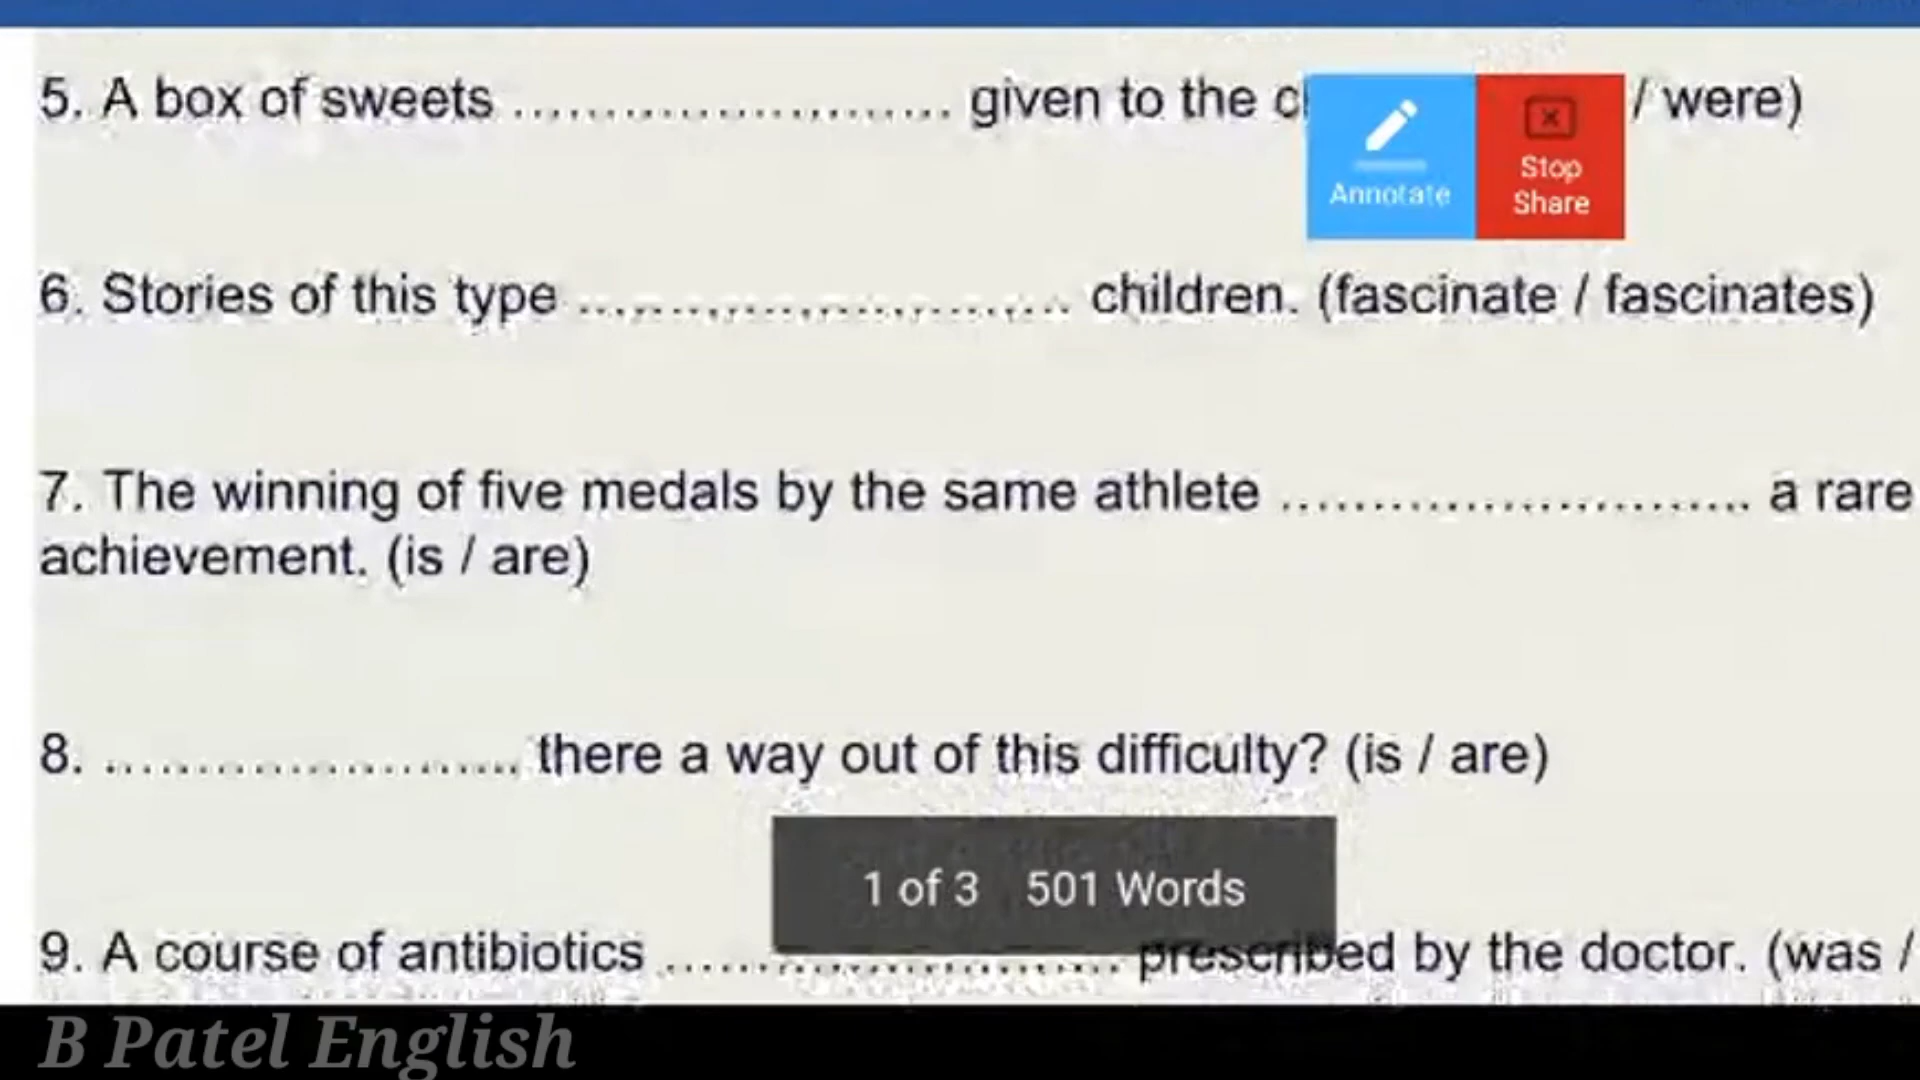 5. A box of sweets ........................ given to the / were)
Annotate
Stop
Share
6. Stories of this type ........................... children. (fascinate / fascinates)
7. The winning of five medals by the same athlete .......................... a rare
achievement. (is / are)
8. ....................... there a way out of this difficulty? (is / are)
1 of 3 501 Words
9. A course of antibiotics ......................... prescribed by the doctor. (was /
B Patel English